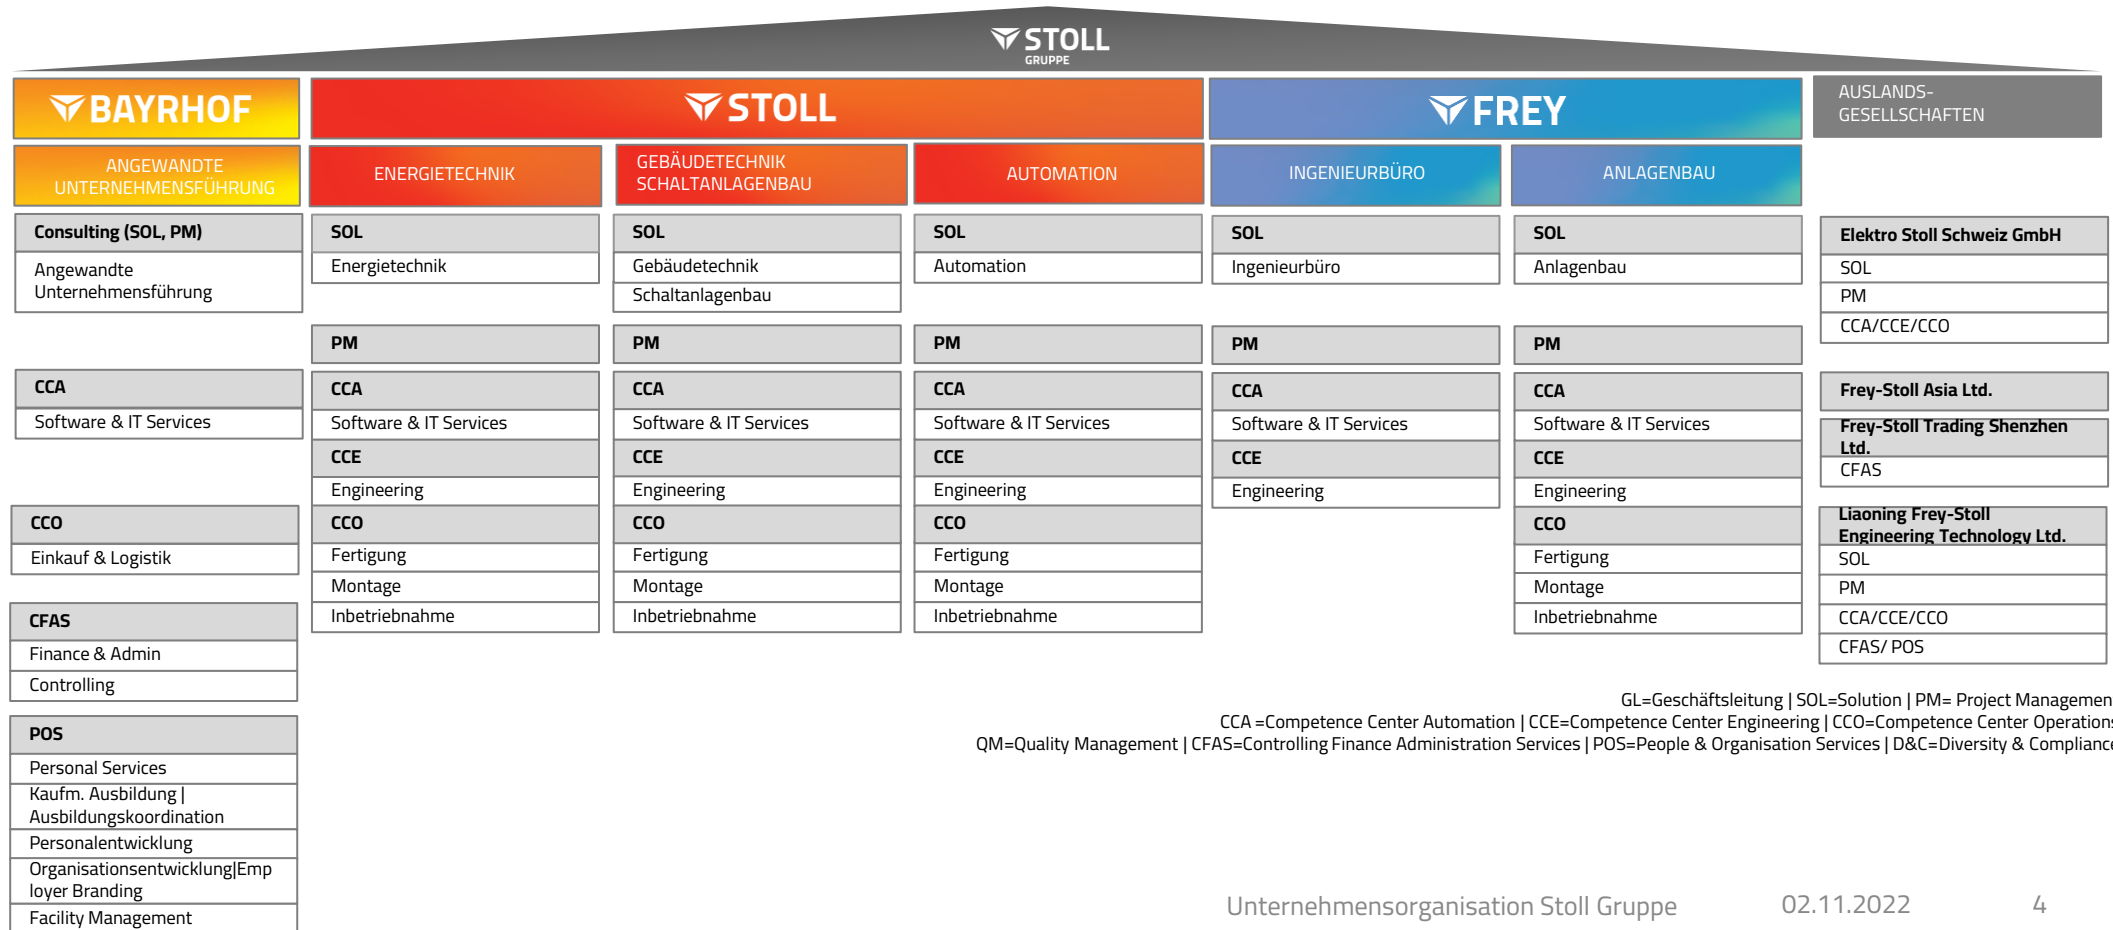 STOLL
GRUPPE
BAYRHOF
STOLL
FREY
AUSLANDS-
GESELLSCHAFTEN
ANGEWANDTE
UNTERNEHMENSFÜHRUNG
ENERGIETECHNIK
GEBÄUDETECHNIK
SCHALTANLAGENBAU
AUTOMATION
INGENIEURBÜRO
ANLAGENBAU
Consulting (SOL, PM)
Angewandte
Unternehmensführung
CCA
Software & IT Services
CCO
Einkauf & Logistik
CFAS
Finance & Admin
Controlling
POS
Personal Services
Kaufm. Ausbildung |
Ausbildungskoordination
Personalentwicklung
Organisationsentwicklung|Emp
loyer Branding
Facility Management
SOL
Energietechnik
PM
CCA
Software & IT Services
CCE
Engineering
CCO
Fertigung
Montage
Inbetriebnahme
SOL
Gebäudetechnik
Schaltanlagenbau
PM
CCA
Software & IT Services
CCE
Engineering
CCO
Fertigung
Montage
Inbetriebnahme
SOL
Automation
PM
CCA
Software & IT Services
CCE
Engineering
CCO
Fertigung
Montage
Inbetriebnahme
SOL
Ingenieurbüro
PM
CCA
Software & IT Services
CCE
Engineering
SOL
Anlagenbau
PM
CCA
Software & IT Services
CCE
Engineering
CCO
Fertigung
Montage
Inbetriebnahme
Elektro Stoll Schweiz GmbH
SOL
PM
CCA/CCE/CCO
Frey-Stoll Asia Ltd.
Frey-Stoll Trading Shenzhen
Ltd.
CFAS
Liaoning Frey-Stoll
Engineering Technology Ltd.
SOL
PM
CCA/CCE/CCO
CFAS/ POS
GL=Geschäftsleitung | SOL=Solution | PM= Project Managemen
CCA =Competence Center Automation | CCE=Competence Center Engineering | CCO=Competence Center Operations
QM=Quality Management | CFAS=Controlling Finance Administration Services | POS=People & Organisation Services | D&C=Diversity & Compliance
Unternehmensorganisation Stoll Gruppe 02.11.2022 4